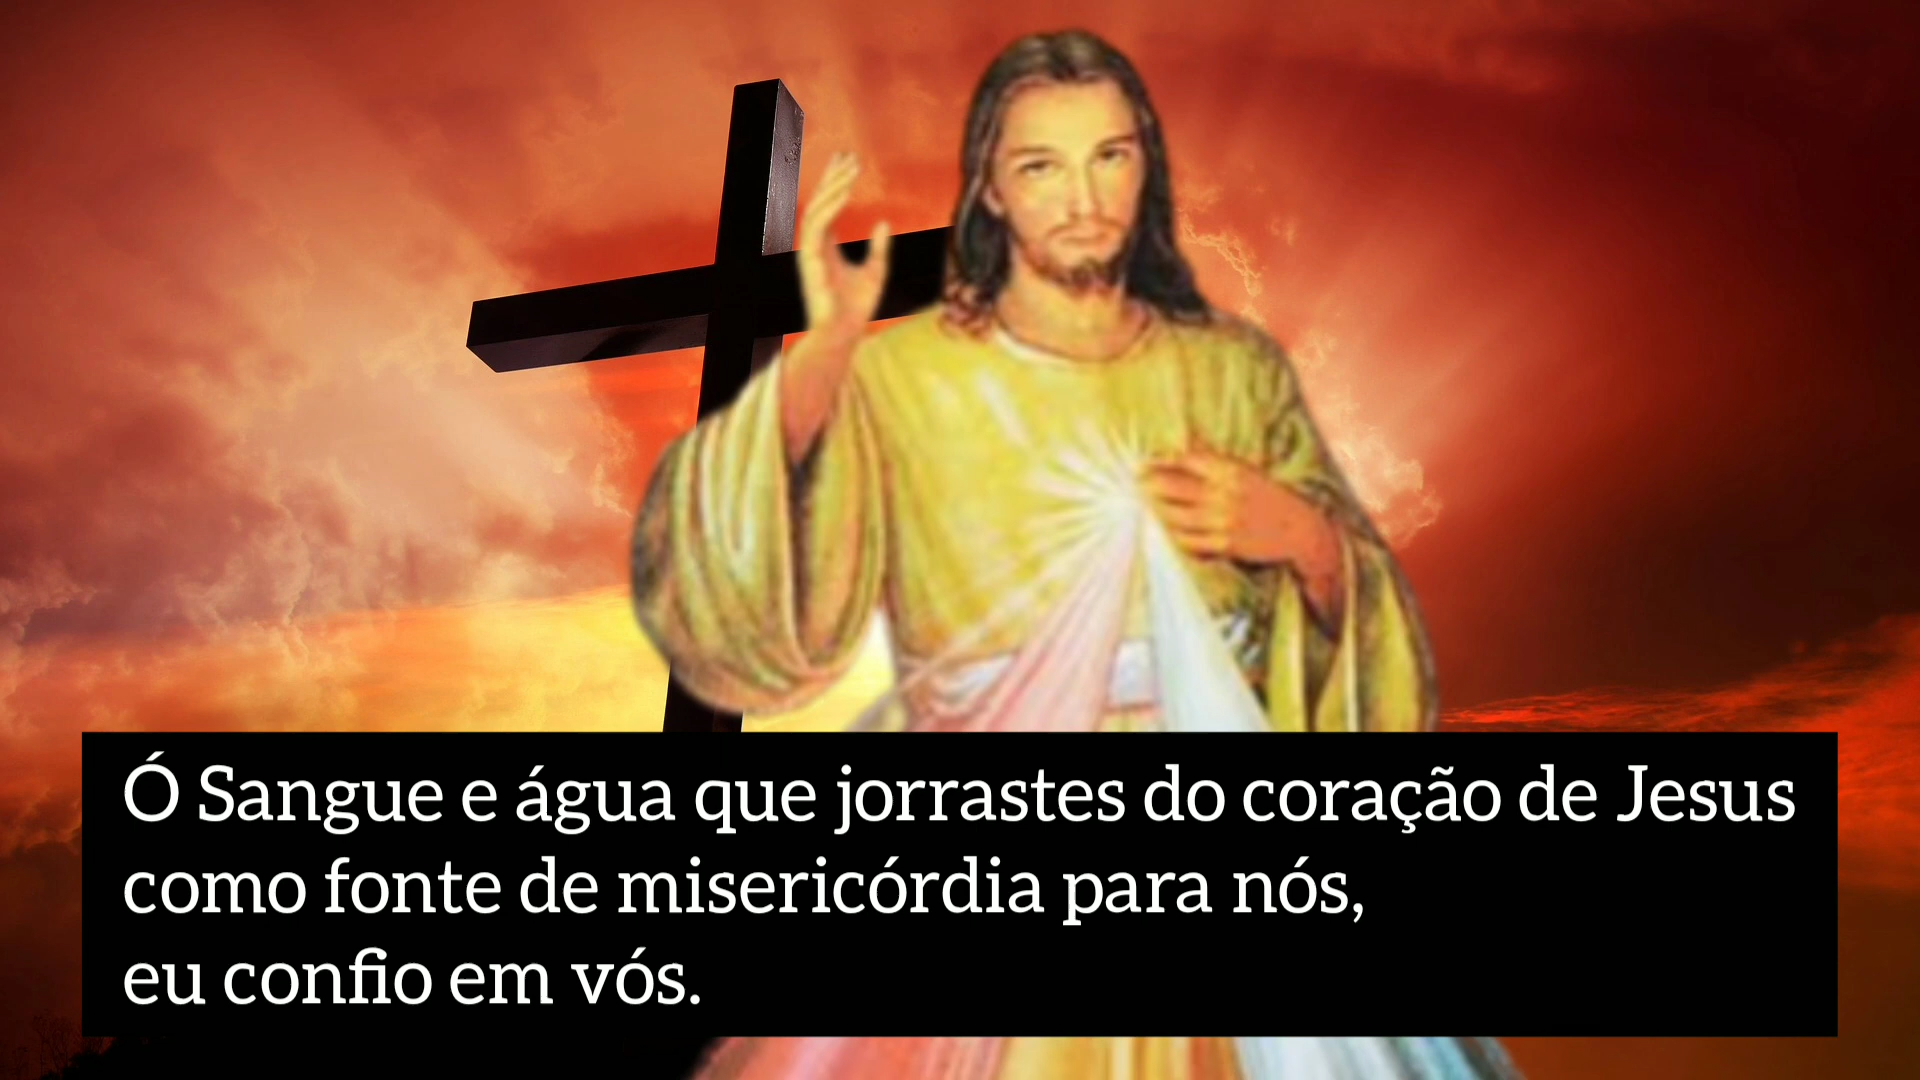 Ó Sangue e água que jorrastes do coração de Jesus
como fonte de misericórdia para nós,
eu confio em vós.